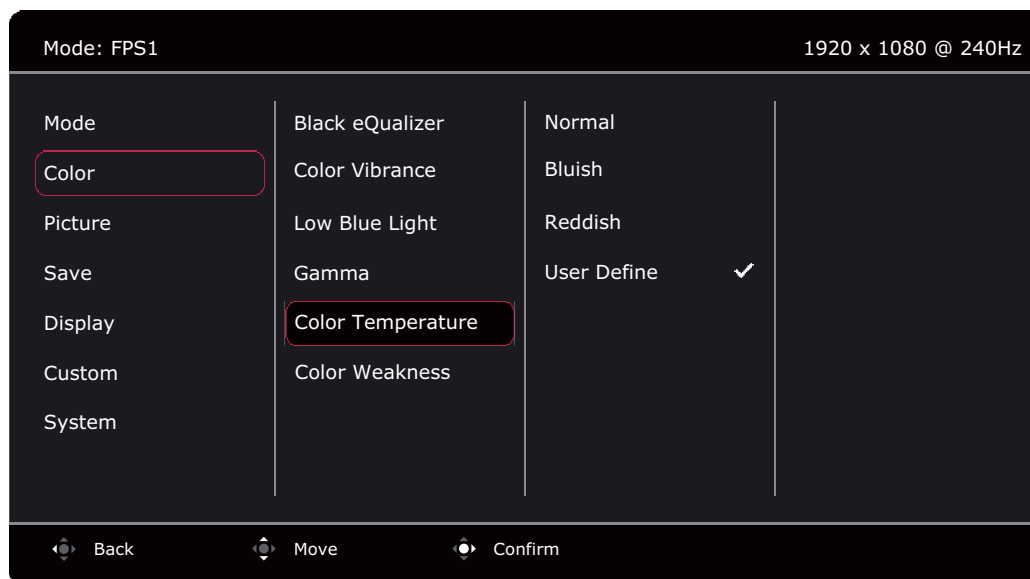 Mode: FPS1 1920 x 1080 @ 240Hz
Mode
Color
Picture
Save
Display
Custom
System
Black eQualizer
Color Vibrance
Low Blue Light
Gamma
Color Temperature
Color Weakness
Normal
Bluish
Reddish
User Define
Back Move Confirm